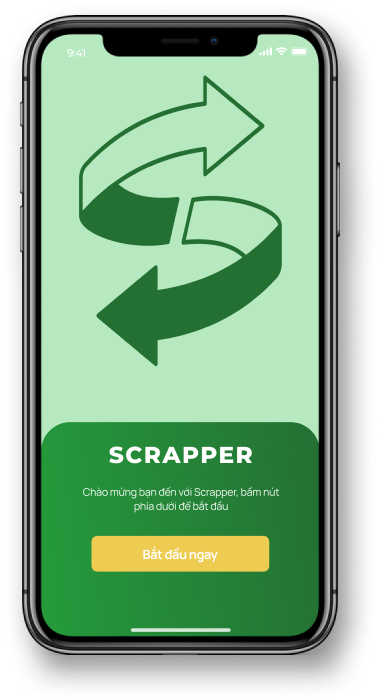 9:41
SCRAPPER
Chào mừng bạn đến với Scrapper, bấm nút
phía dưới để bắt đầu
Bắt đầu ngay